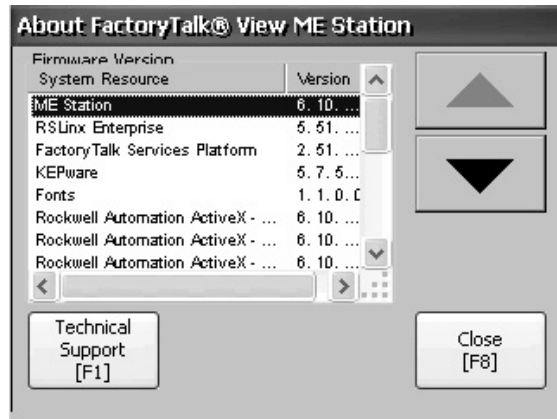 About FactoryTalk® View ME Station
Firmware Version
System Resource Version
ME Station 6. 10. ...
RSLinx Enterprise 5. 51. ...
FactoryTalk Services Platform 2. 51. ...
KEPware 5. 7. 5...
Fonts 1. 1. 0. 0
Rockwell Automation ActiveX - ... 6. 10. ...
Rockwell Automation ActiveX - ... 6. 10. ...
Rockwell Automation ActiveX - ... 6. 10. ...
Technical
Support
[F1]
Close
[F8]